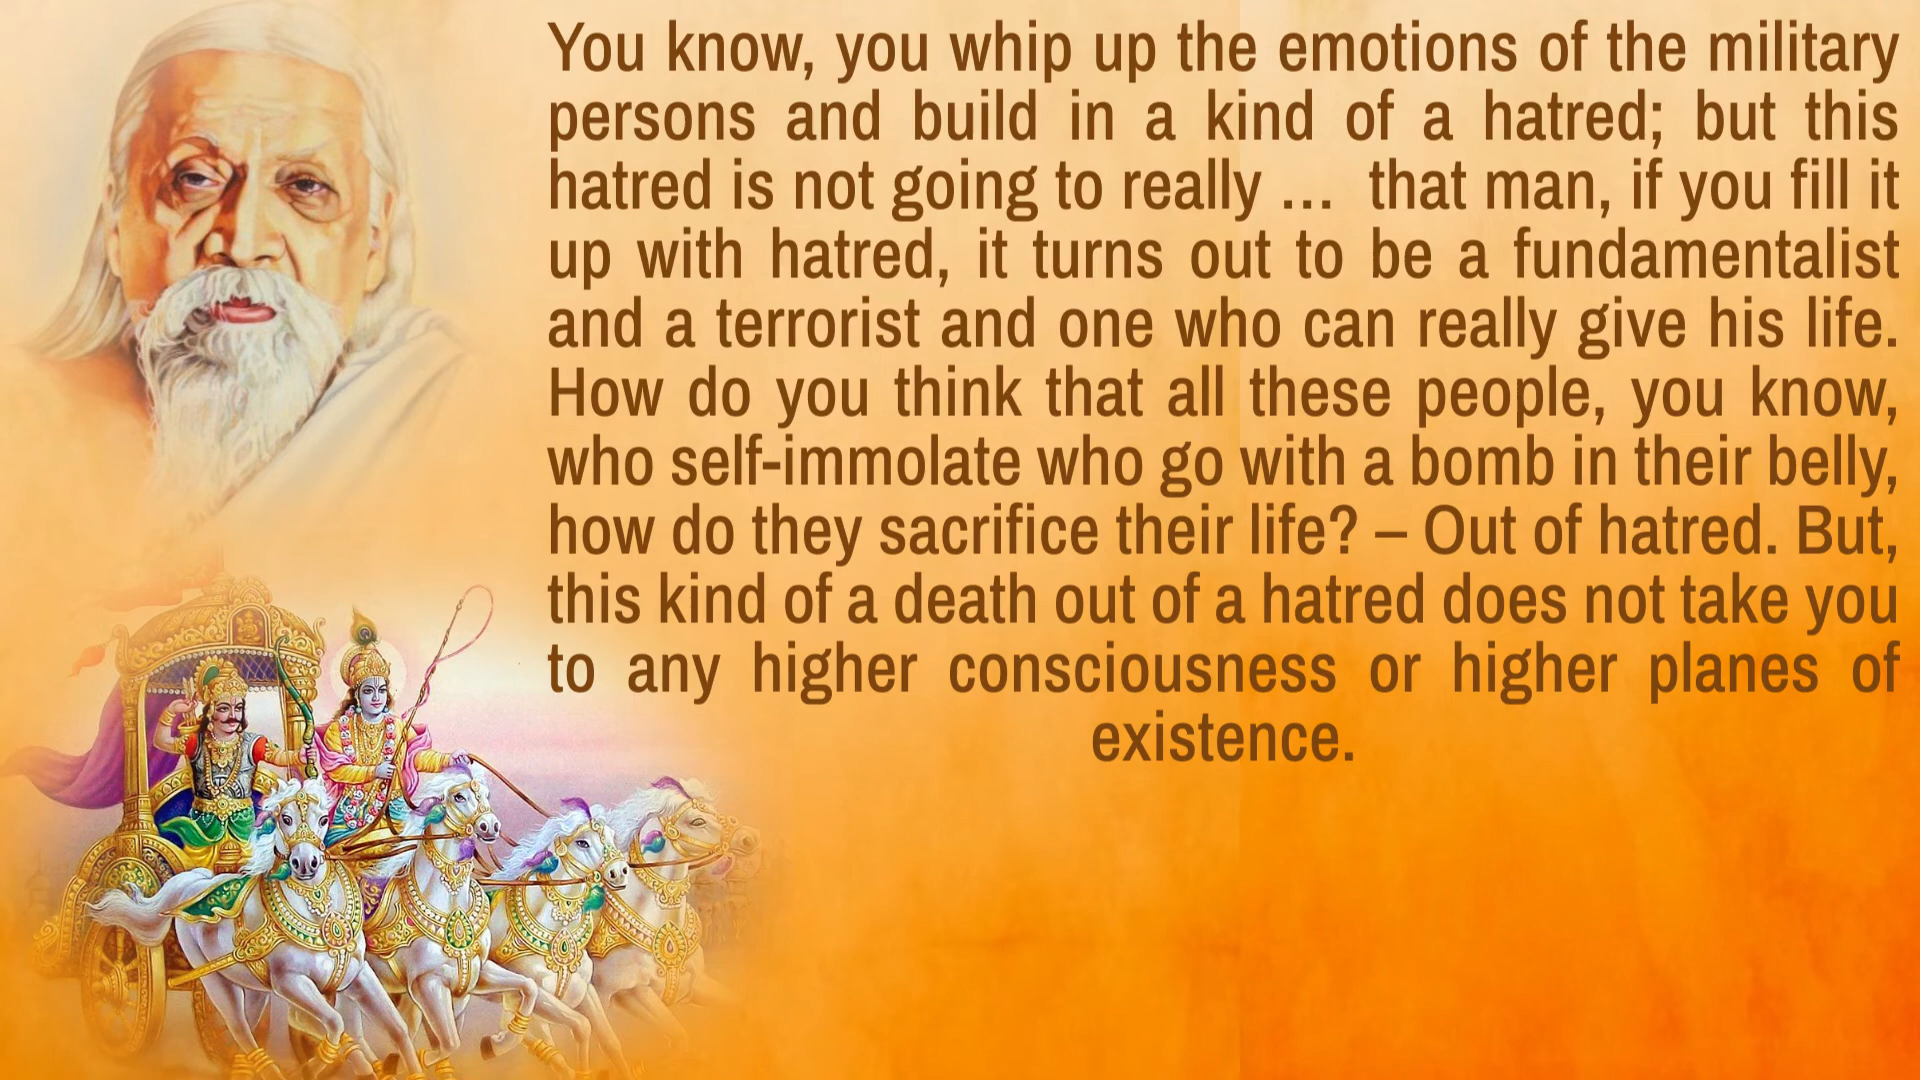 You know, you whip up the emotions of the military
persons and build in a kind of a hatred; but this
hatred is not going to really … that man, if you fill it
up with hatred, it turns out to be a fundamentalist
and a terrorist and one who can really give his life.
How do you think that all these people, you know,
who self-immolate who go with a bomb in their belly,
how do they sacrifice their life? – Out of hatred. But,
this kind of a death out of a hatred does not take you
to any higher consciousness or higher planes of
existence.